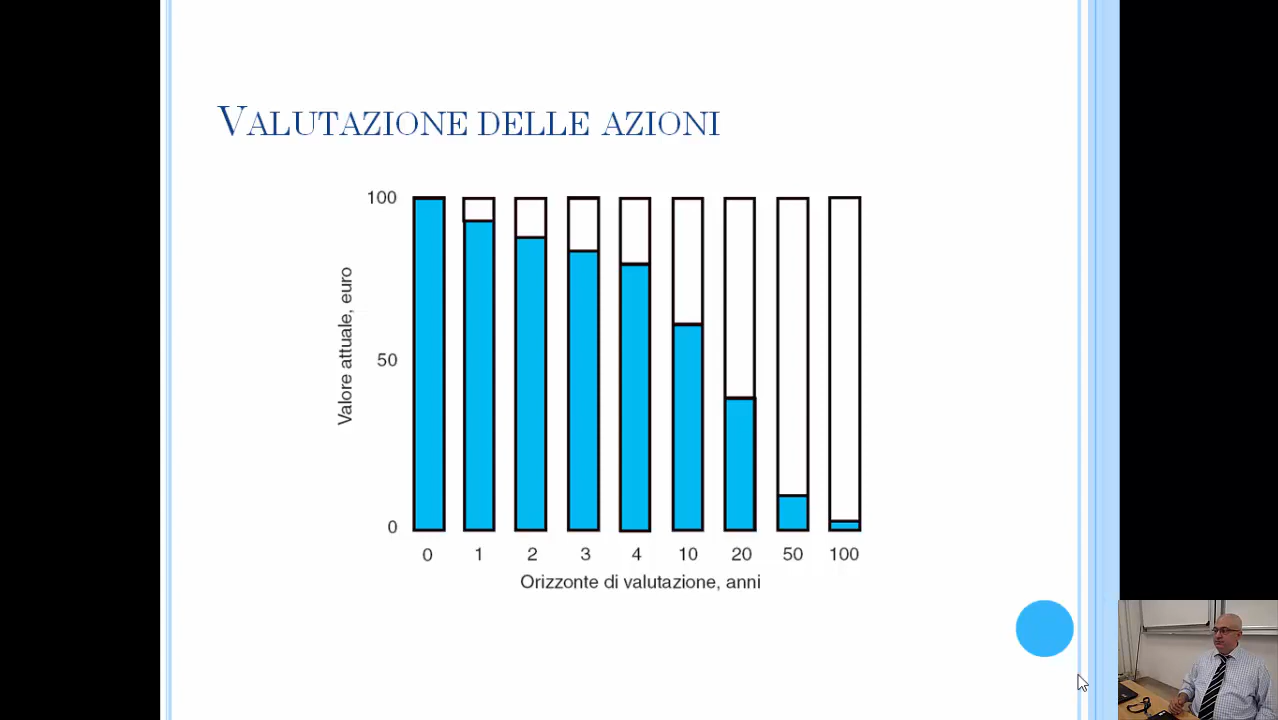 VALUTAZIONE DELLE AZIONI
100
50
0
Valore attuale, euro
0 1 2 3 4 10 20 50 100
Orizzonte di valutazione, anni